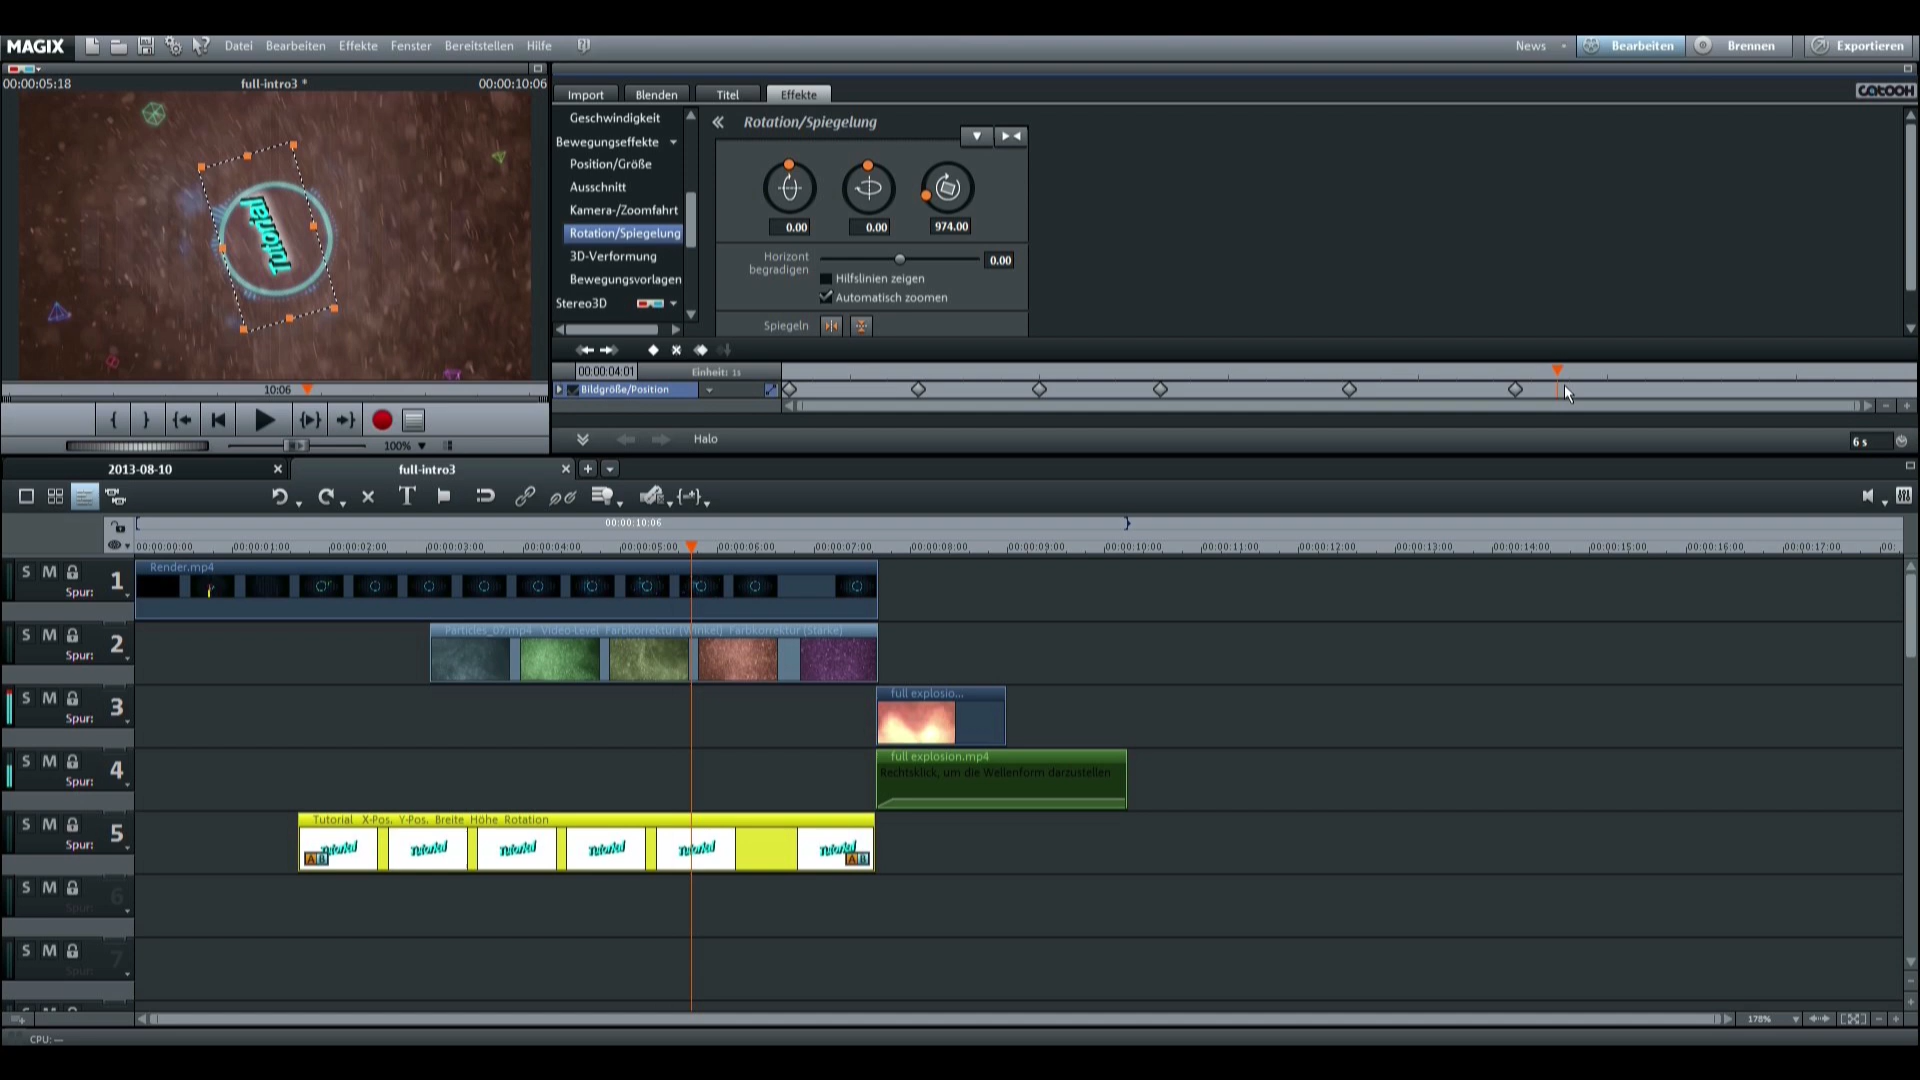 MAGIX Datei Bearbeiten Effekte Fenster Bereitstellen Hilfe News Bearbeiten Brennen Exportieren
00:00:05:18 full-intro3 * 00:00:10:06
Tutorial
10:06
100%
Import Blenden Titel Effekte catooh
Geschwindigkeit
Bewegungseffekte
Position/Größe
Ausschnitt
Kamera-/Zoomfahrt
Rotation/Spiegelung
3D-Verformung
Bewegungsvorlagen
Stereo3D
Rotation/Spiegelung
0.00 0.00 974.00
Horizont begradigen 0.00
Hilfslinien zeigen
Automatisch zoomen
Spiegeln
00:00:04:01 Einheit: 1s
Bildgröße/Position
Halo 6 s
2013-08-10 full-intro3
00:00:10:06
00:00:00:00 00:00:01:00 00:00:02:00 00:00:03:00 00:00:04:00 00:00:05:00 00:00:06:00 00:00:07:00 00:00:08:00 00:00:09:00 00:00:10:00 00:00:11:00 00:00:12:00 00:00:13:00 00:00:14:00 00:00:15:00 00:00:16:00 00:00:17:00 00:
S M 1 Render.mp4
Spur:
S M 2 Particles_07.mp4 Video-Level Farbkorrektur (Winkel) Farbkorrektur (Stärke)
Spur:
S M 3 full explosio...
Spur:
S M 4 full explosion.mp4
Spur: Rechtsklick, um die Wellenform darzustellen
S M 5 Tutorial X-Pos. Y-Pos. Breite Höhe Rotation
Spur: Tutorial Tutorial Tutorial Tutorial Tutorial Tutorial
A B A B
S M 6
Spur:
S M 7
Spur:
178%
CPU: —